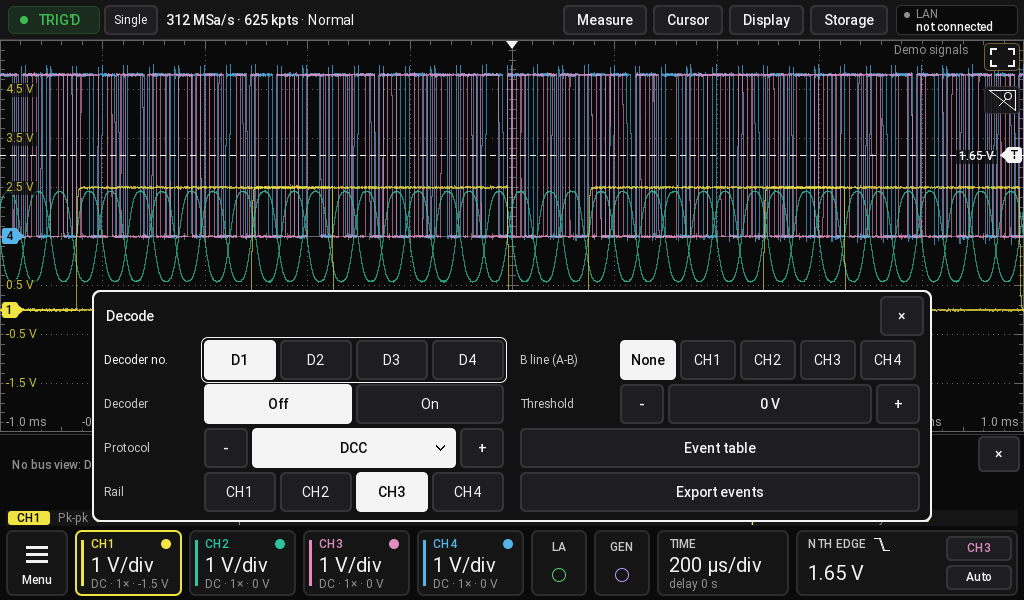 TRIG'D Single 312 MSa/s · 625 kpts · Normal Measure Cursor Display Storage LAN
not connected
Demo signals
4.5 V
3.5 V
1.65 V T
2.5 V
4
0.5 V
1
-0.5 V
-1.5 V
-1.0 ms 1.0 ms
Decode ×
Decoder no. D1 D2 D3 D4 B line (A-B) None CH1 CH2 CH3 CH4
Decoder Off On Threshold - 0 V +
Protocol - DCC + Event table
Rail CH1 CH2 CH3 CH4 Export events
No bus view: D ×
CH1 Pk-pk
Menu
CH1
1 V/div
DC · 1× · -1.5 V
CH2
1 V/div
DC · 1× · 0 V
CH3
1 V/div
DC · 1× · 0 V
CH4
1 V/div
DC · 1× · 0 V
LA
GEN
TIME
200 µs/div
delay 0 s
NTH EDGE
1.65 V
CH3
Auto